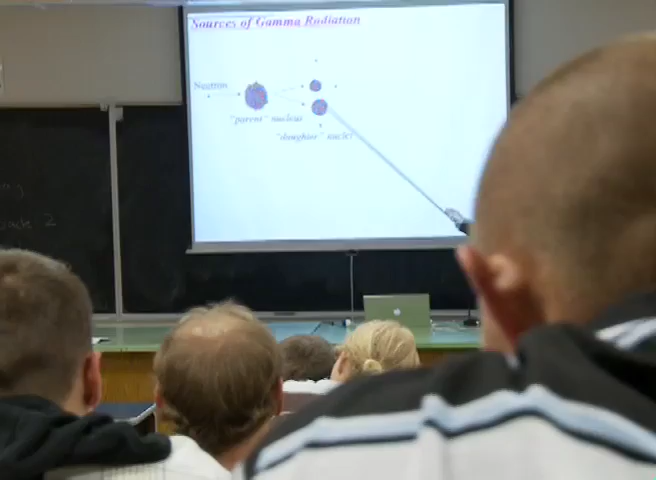 Sources of Gamma Radiation
Neutron
"parent" nucleus
"daughter" nuclei